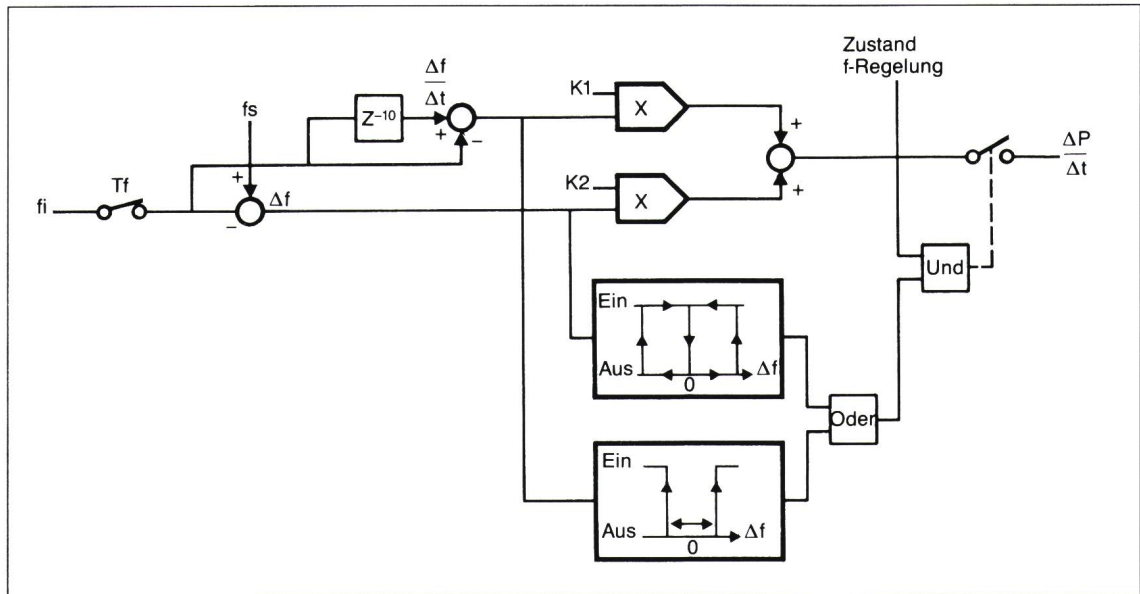 Zustand
f-Regelung
Δf
Δt
fs
Z⁻¹⁰
+
−
K1
X
+
ΔP
Δt
Tf
+
Δf
K2
X
+
fi
−
Und
Ein
Aus
0
Δf
Oder
Ein
Aus
0
Δf